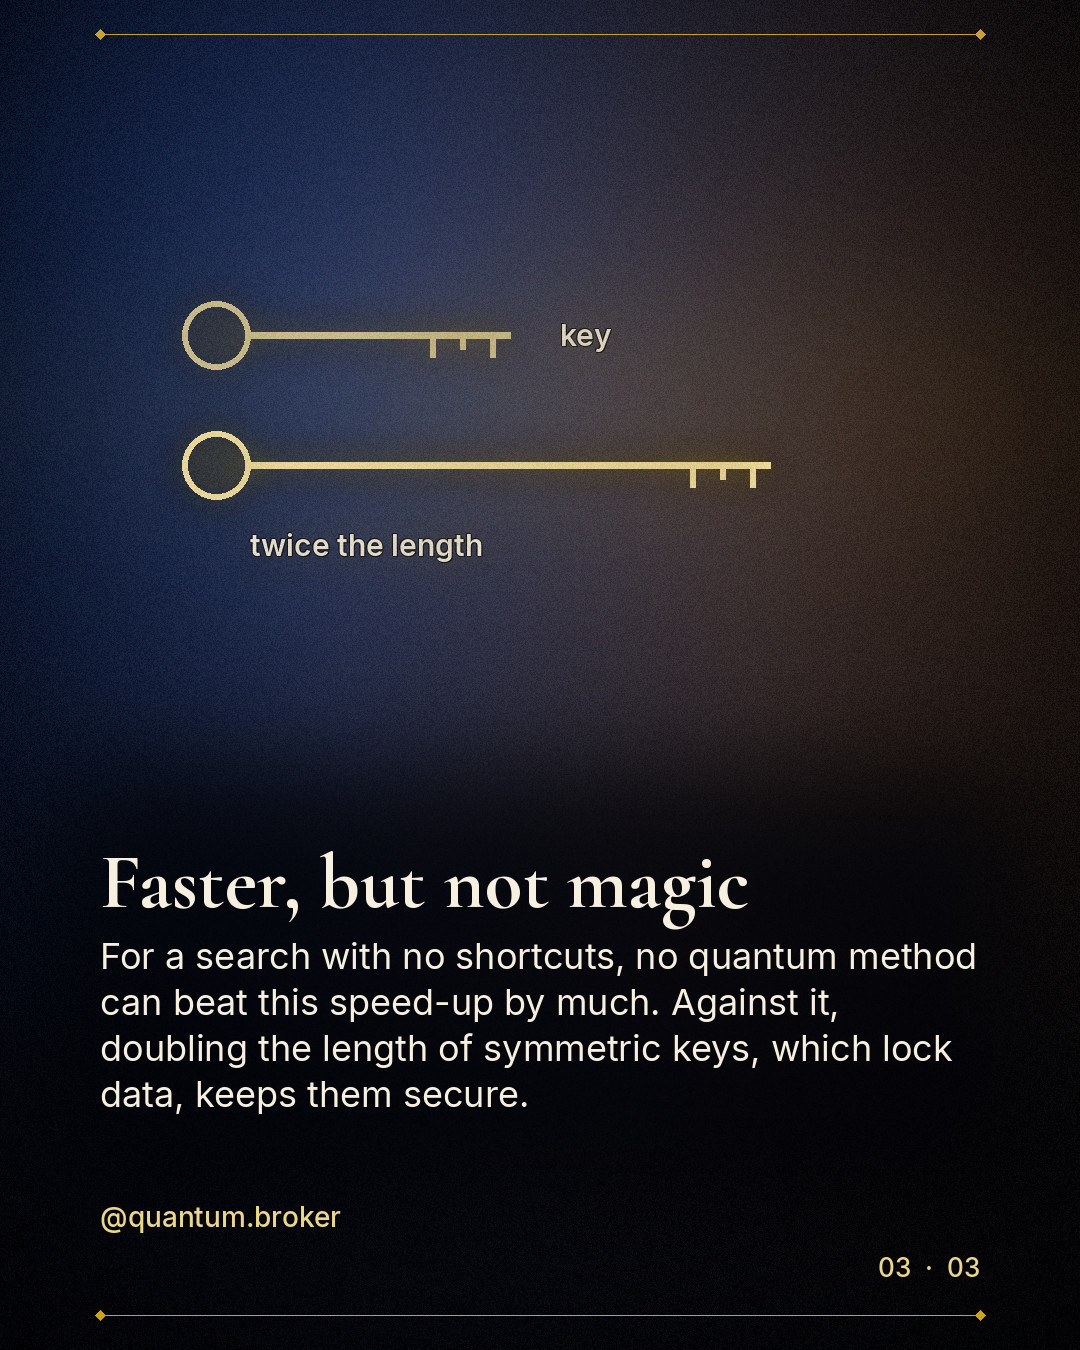 key
twice the length
Faster, but not magic
For a search with no shortcuts, no quantum method
can beat this speed-up by much. Against it,
doubling the length of symmetric keys, which lock
data, keeps them secure.
@quantum.broker
03 · 03